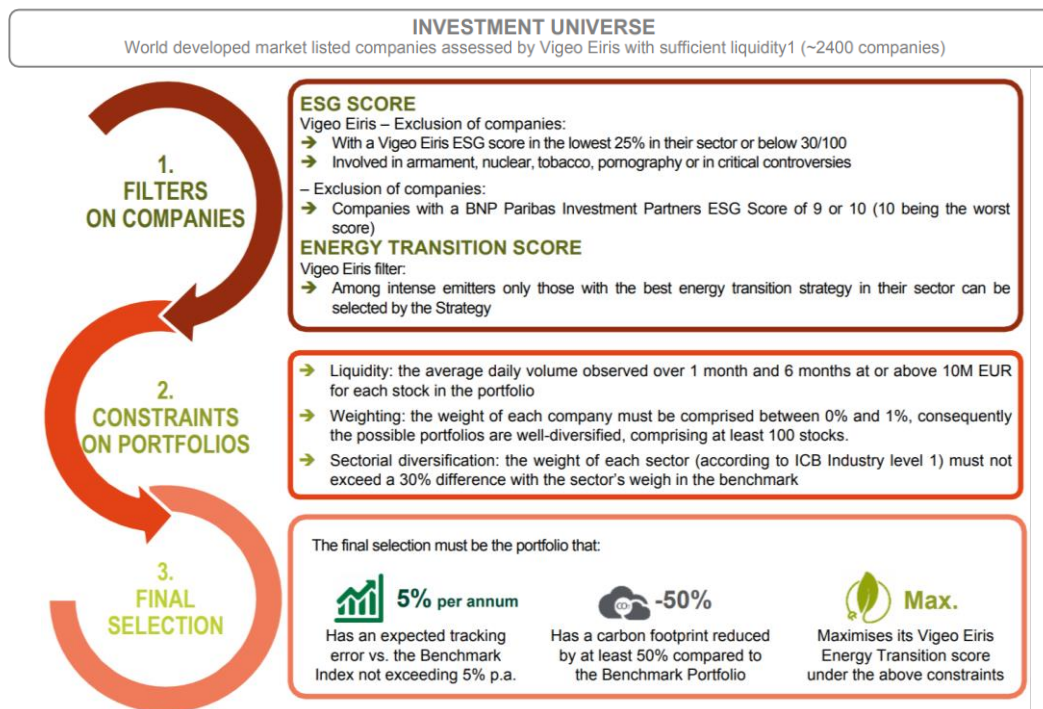 INVESTMENT UNIVERSE
World developed market listed companies assessed by Vigeo Eiris with sufficient liquidity1 (~2400 companies)
1.
FILTERS
ON COMPANIES
ESG SCORE
Vigeo Eiris – Exclusion of companies:
➔ With a Vigeo Eiris ESG score in the lowest 25% in their sector or below 30/100
➔ Involved in armament, nuclear, tobacco, pornography or in critical controversies
– Exclusion of companies:
➔ Companies with a BNP Paribas Investment Partners ESG Score of 9 or 10 (10 being the worst
score)
ENERGY TRANSITION SCORE
Vigeo Eiris filter:
➔ Among intense emitters only those with the best energy transition strategy in their sector can be
selected by the Strategy
2.
CONSTRAINTS
ON PORTFOLIOS
➔ Liquidity: the average daily volume observed over 1 month and 6 months at or above 10M EUR
for each stock in the portfolio
➔ Weighting: the weight of each company must be comprised between 0% and 1%, consequently
the possible portfolios are well-diversified, comprising at least 100 stocks.
➔ Sectorial diversification: the weight of each sector (according to ICB Industry level 1) must not
exceed a 30% difference with the sector's weigh in the benchmark
3.
FINAL
SELECTION
The final selection must be the portfolio that:
5% per annum
Has an expected tracking
error vs. the Benchmark
Index not exceeding 5% p.a.
CO2
-50%
Has a carbon footprint reduced
by at least 50% compared to
the Benchmark Portfolio
Max.
Maximises its Vigeo Eiris
Energy Transition score
under the above constraints